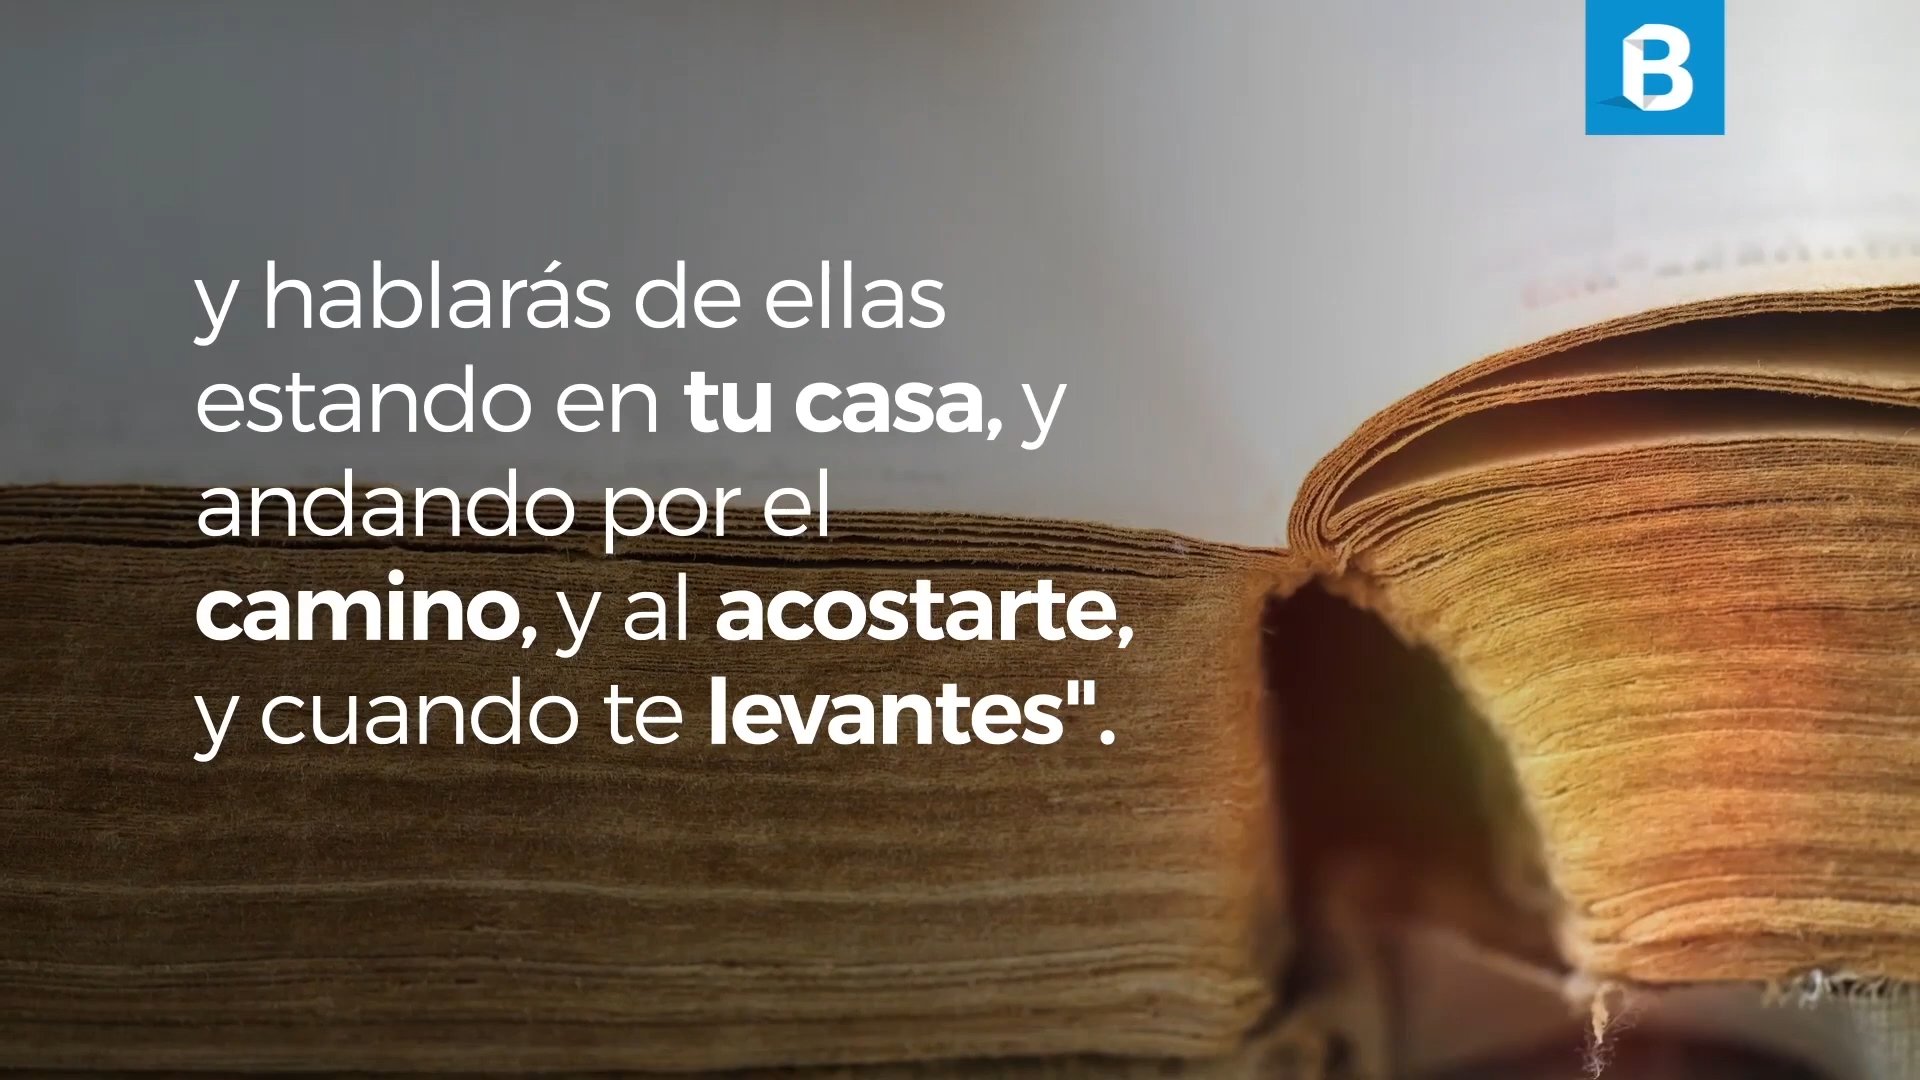 B
y hablarás de ellas
estando en tu casa, y
andando por el
camino, y al acostarte,
y cuando te levantes".